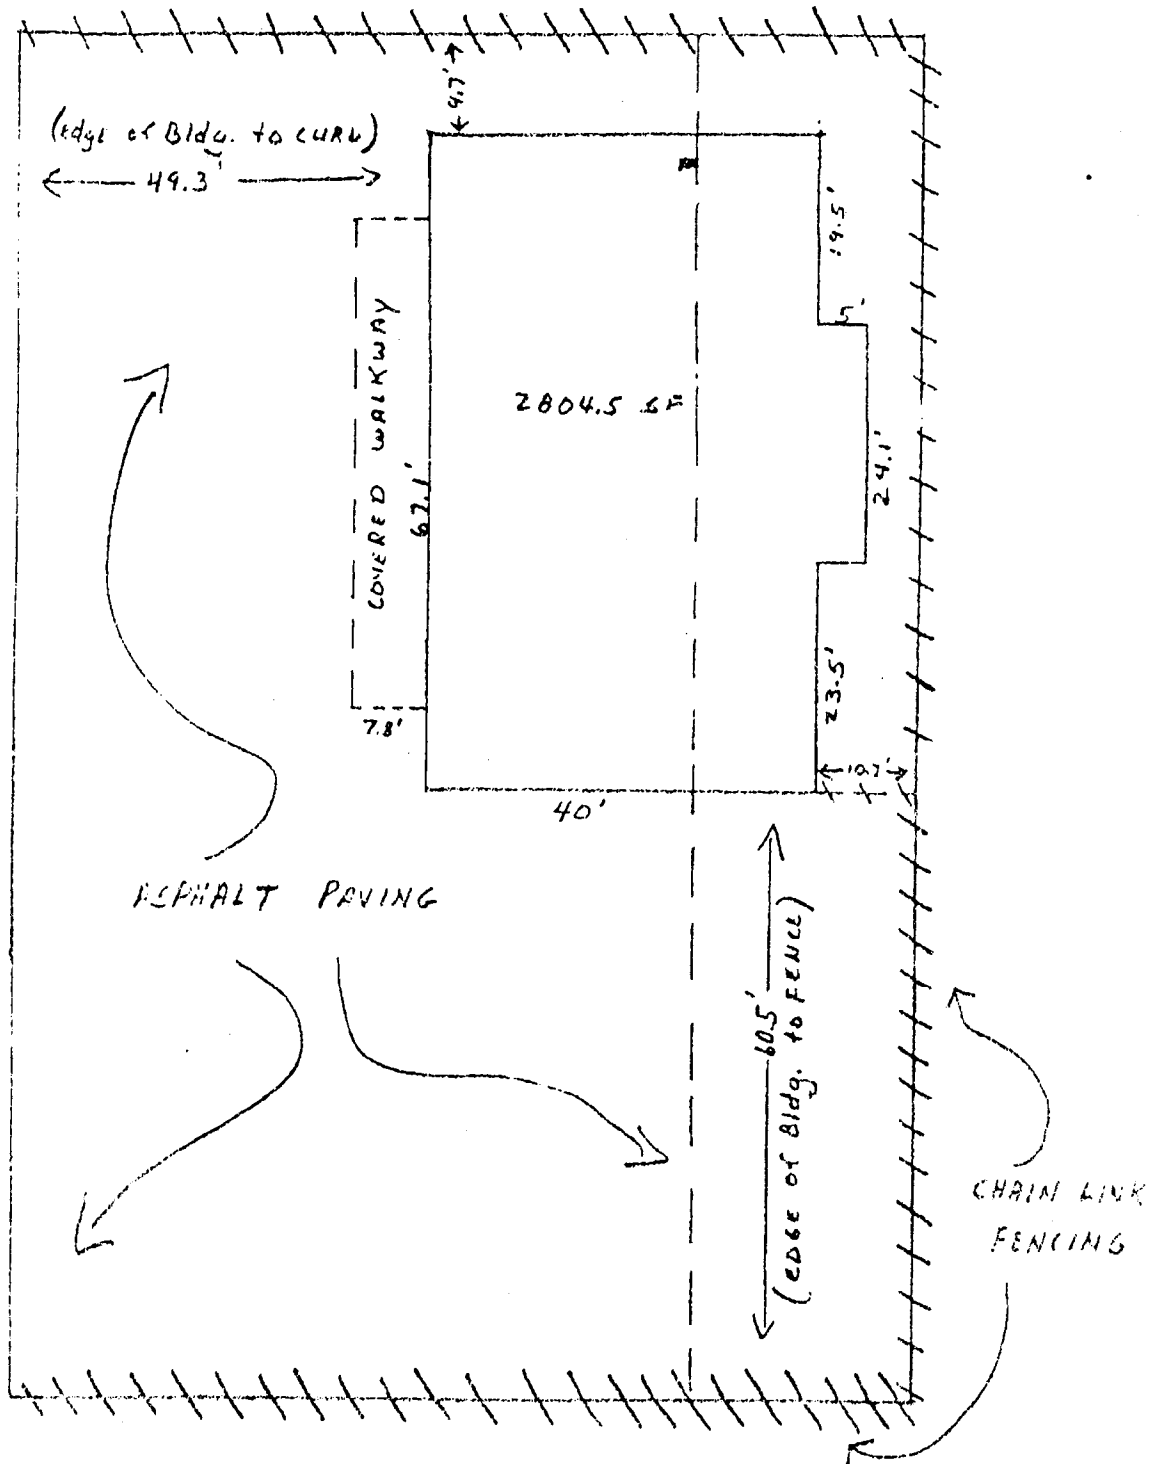 9.7'
(Edge of Bldg. to CURB)
49.3'
19.5'
5'
COVERED WALKWAY
67.1'
2804.5 SF
24.1'
23.5'
7.8'
10.7'
40'
ASPHALT PAVING
60.5'
(EDGE of Bldg. to FENCE)
CHAIN LINK
FENCING